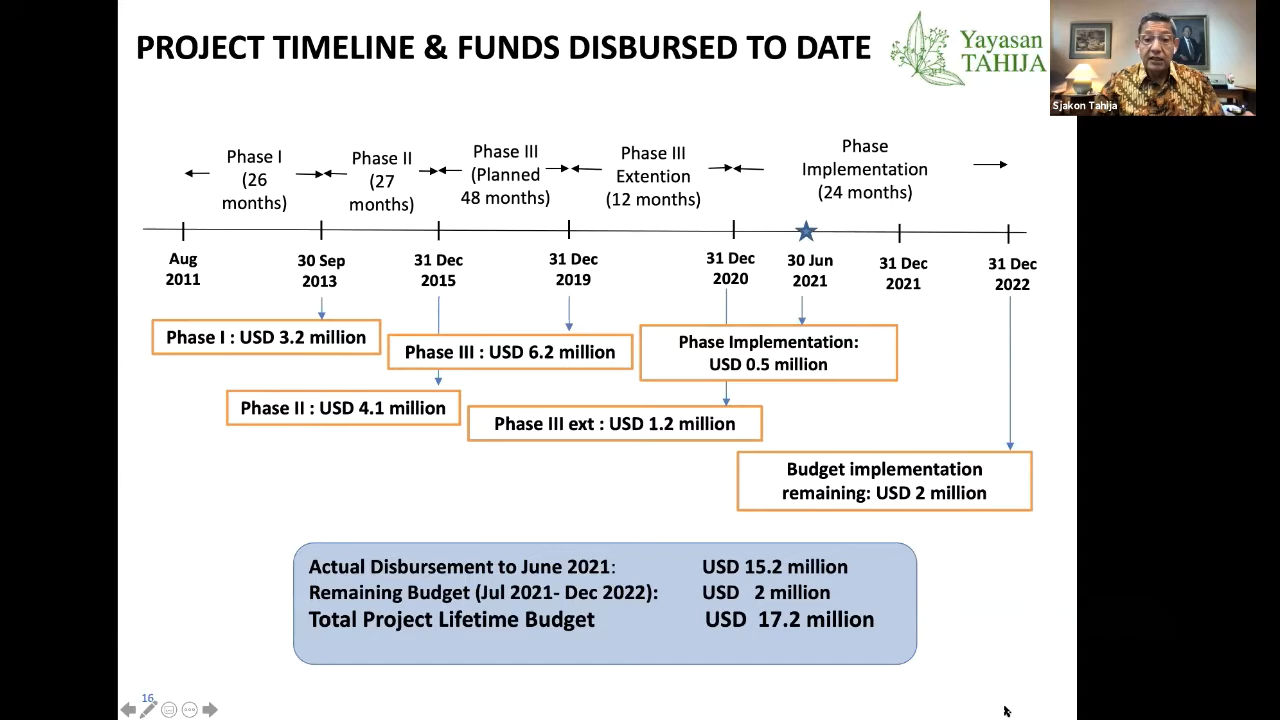 PROJECT TIMELINE & FUNDS DISBURSED TO DATE
Yayasan
TAHIJA
Sjakon Tahija
Phase I
(26
months)
Phase II
(27
months)
Phase III
(Planned
48 months)
Phase III
Extention
(12 months)
Phase
Implementation
(24 months)
Aug
2011
30 Sep
2013
31 Dec
2015
31 Dec
2019
31 Dec
2020
30 Jun
2021
31 Dec
2021
31 Dec
2022
Phase I : USD 3.2 million
Phase III : USD 6.2 million
Phase Implementation:
USD 0.5 million
Phase II : USD 4.1 million
Phase III ext : USD 1.2 million
Budget implementation
remaining: USD 2 million
Actual Disbursement to June 2021: USD 15.2 million
Remaining Budget (Jul 2021- Dec 2022): USD 2 million
Total Project Lifetime Budget USD 17.2 million
16